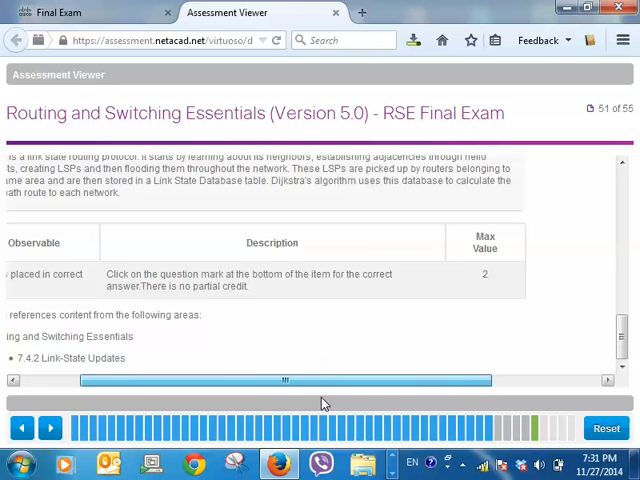 Final Exam
Assessment Viewer
https://assessment.netacad.net/virtuoso/d
Search
Feedback
Assessment Viewer
Routing and Switching Essentials (Version 5.0) - RSE Final Exam
51 of 55
is a link state routing protocol. It starts by learning about its neighbors, establishing adjacencies through hello
ts, creating LSPs and then flooding them throughout the network. These LSPs are picked up by routers belonging to
ame area and are then stored in a Link State Database table. Dijkstra's algorithm uses this database to calculate the
path route to each network.
Observable
Description
Max
Value
s placed in correct
Click on the question mark at the bottom of the item for the correct
answer.There is no partial credit.
2
references content from the following areas:
ing and Switching Essentials
7.4.2 Link-State Updates
Reset
EN
7:31 PM
11/27/2014